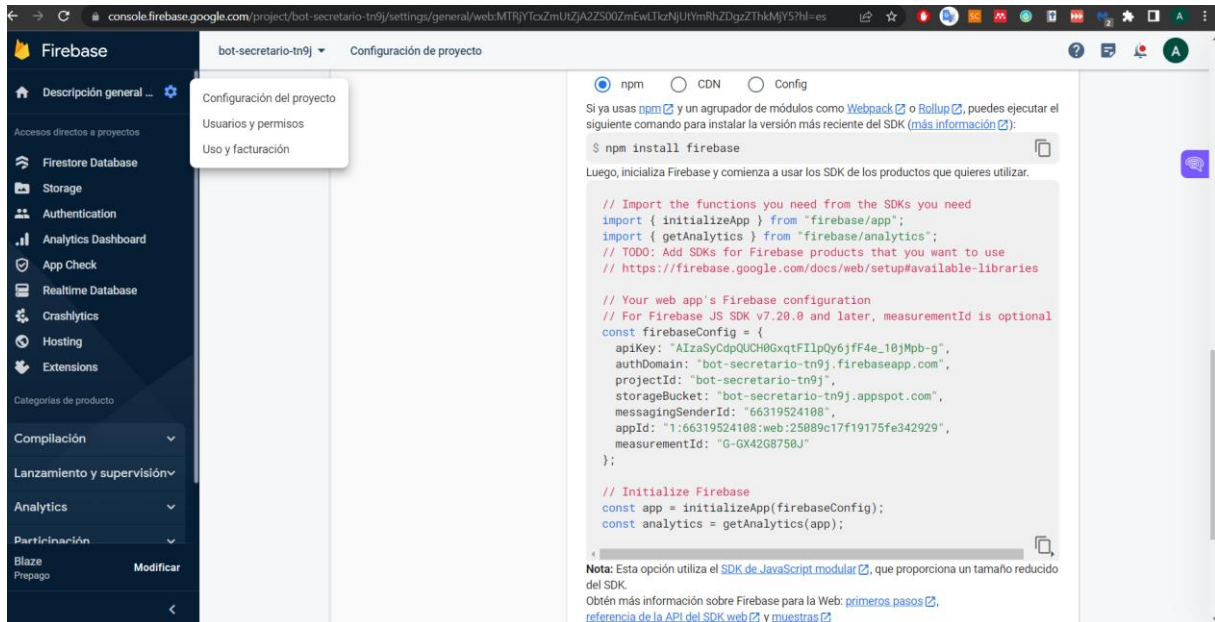 console.firebase.google.com/project/bot-secretario-tn9j/settings/general/web:MTRjYTcxZmUtZjA2ZS00ZmEwLTkzNjUtYmRhZDgzZThkMjY5?hl=es
SC
2
A
Firebase
bot-secretario-tn9j
Configuración de proyecto
A
Descripción general ...
Configuración del proyecto
Usuarios y permisos
Uso y facturación
Accesos directos a proyectos
Firestore Database
Storage
Authentication
Analytics Dashboard
App Check
Realtime Database
Crashlytics
Hosting
Extensions
Categorías de producto
Compilación
Lanzamiento y supervisión
Analytics
Participación
Blaze
Prepago
Modificar
npm CDN Config
Si ya usas npm y un agrupador de módulos como Webpack o Rollup, puedes ejecutar el
siguiente comando para instalar la versión más reciente del SDK (más información):
$ npm install firebase
Luego, inicializa Firebase y comienza a usar los SDK de los productos que quieres utilizar.
// Import the functions you need from the SDKs you need
import { initializeApp } from "firebase/app";
import { getAnalytics } from "firebase/analytics";
// TODO: Add SDKs for Firebase products that you want to use
// https://firebase.google.com/docs/web/setup#available-libraries
// Your web app's Firebase configuration
// For Firebase JS SDK v7.20.0 and later, measurementId is optional
const firebaseConfig = {
apiKey: "AIzaSyCdpQUCH0GxqtFIlpQy6jfF4e_10jMpb-g",
authDomain: "bot-secretario-tn9j.firebaseapp.com",
projectId: "bot-secretario-tn9j",
storageBucket: "bot-secretario-tn9j.appspot.com",
messagingSenderId: "66319524108",
appId: "1:66319524108:web:25089c17f19175fe342929",
measurementId: "G-GX42G8750J"
};
// Initialize Firebase
const app = initializeApp(firebaseConfig);
const analytics = getAnalytics(app);
Nota: Esta opción utiliza el SDK de JavaScript modular, que proporciona un tamaño reducido
del SDK.
Obtén más información sobre Firebase para la Web: primeros pasos,
referencia de la API del SDK web y muestras